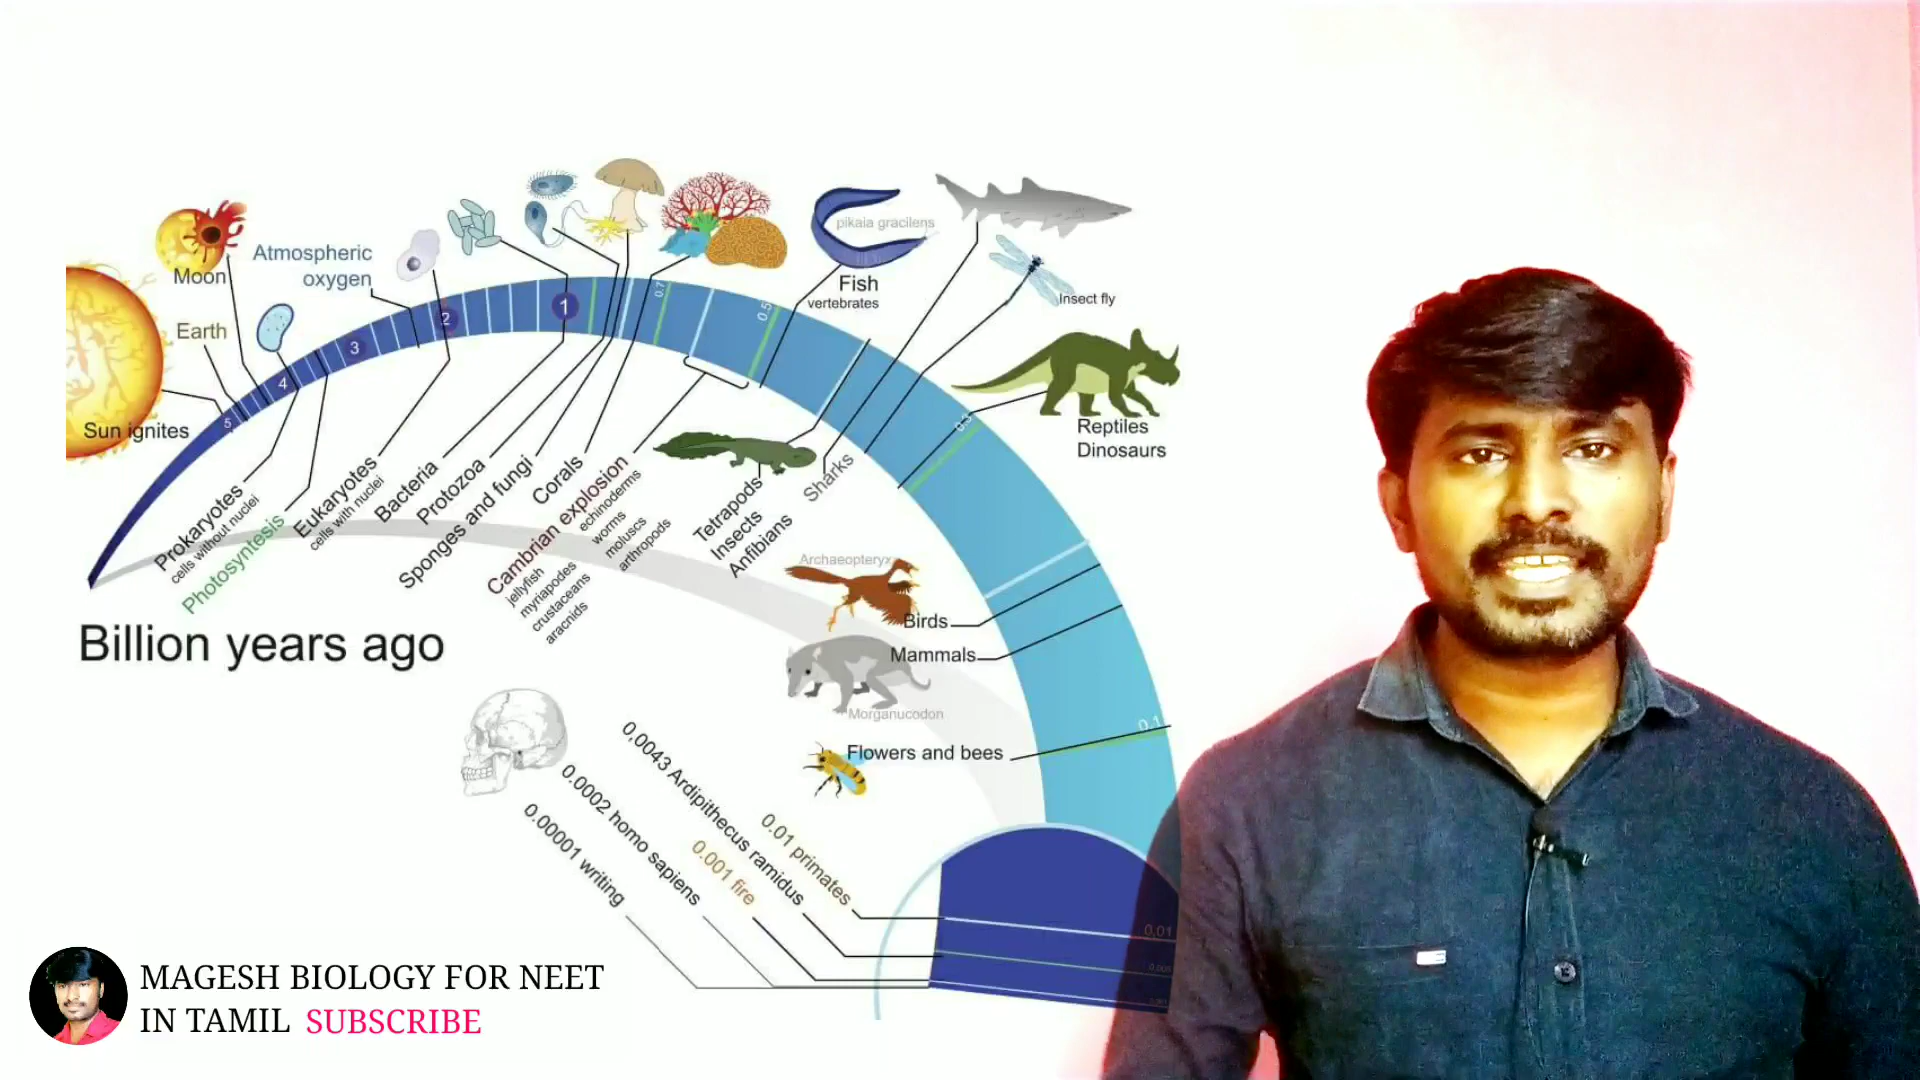 pikaia gracilens
Moon
Atmospheric
oxygen
Fish
vertebrates
Insect fly
0.7
0.5
1
2
3
4
5
Earth
Sun ignites
0.3
Reptiles
Dinosaurs
Prokaryotes
cells without nuclei
Photosyntesis
Eukaryotes
cells with nuclei
Bacteria
Protozoa
Sponges and fungi
Corals
Cambrian explosion
echinoderms
worms
moluscs
arthropods
jellyfish
myriapodes
crustaceans
aracnids
Tetrapods
Insects
Anfibians
Sharks
Archaeopteryx
Birds
Mammals
Morganucodon
Billion years ago
0.1
Flowers and bees
0,0043 Ardipithecus ramidus
0.0002 homo sapiens
0.00001 writing
0.01 primates
0.001 fire
0,01
MAGESH BIOLOGY FOR NEET
IN TAMIL SUBSCRIBE